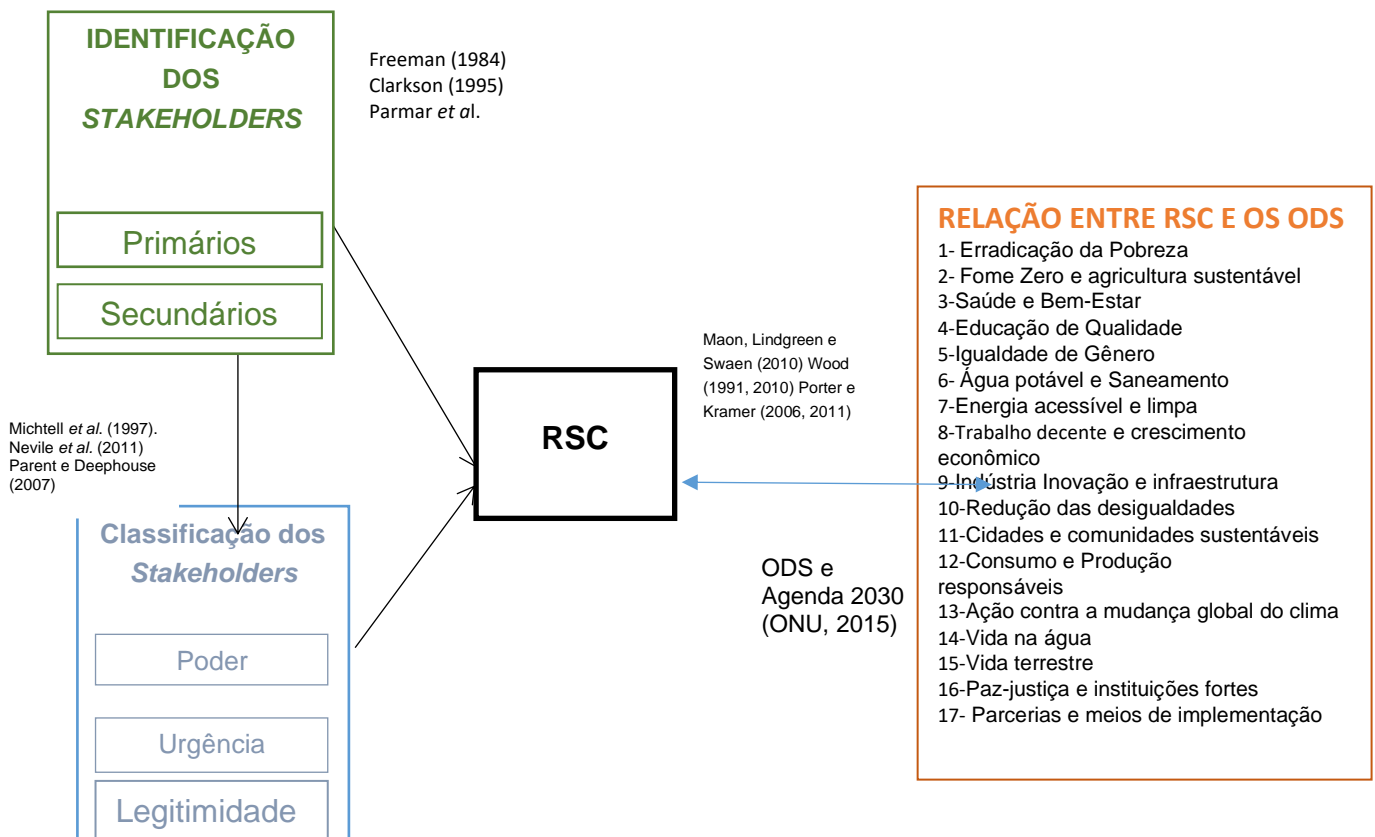 IDENTIFICAÇÃO
DOS
STAKEHOLDERS
Primários
Secundários
Freeman (1984)
Clarkson (1995)
Parmar et al.
Michtell et al. (1997).
Nevile et al. (2011)
Parent e Deephouse
(2007)
Classificação dos
Stakeholders
Poder
Urgência
Legitimidade
RSC
Maon, Lindgreen e
Swaen (2010) Wood
(1991, 2010) Porter e
Kramer (2006, 2011)
ODS e
Agenda 2030
(ONU, 2015)
RELAÇÃO ENTRE RSC E OS ODS
1- Erradicação da Pobreza
2- Fome Zero e agricultura sustentável
3-Saúde e Bem-Estar
4-Educação de Qualidade
5-Igualdade de Gênero
6- Água potável e Saneamento
7-Energia acessível e limpa
8-Trabalho decente e crescimento
econômico
9-Indústria Inovação e infraestrutura
10-Redução das desigualdades
11-Cidades e comunidades sustentáveis
12-Consumo e Produção
responsáveis
13-Ação contra a mudança global do clima
14-Vida na água
15-Vida terrestre
16-Paz-justiça e instituições fortes
17- Parcerias e meios de implementação